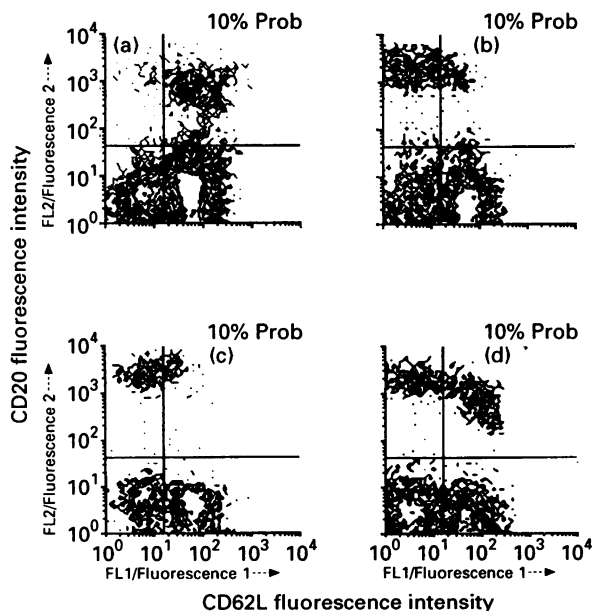 10% Prob
(a)
10⁴
10³
10²
10¹
10⁰
FL2/Fluorescence 2
10% Prob
(b)
CD20 fluorescence intensity
10% Prob
(c)
10⁴
10³
10²
10¹
10⁰
FL2/Fluorescence 2
10⁰ 10¹ 10² 10³ 10⁴
FL1/Fluorescence 1
10% Prob
(d)
10⁰ 10¹ 10² 10³ 10⁴
FL1/Fluorescence 1
CD62L fluorescence intensity